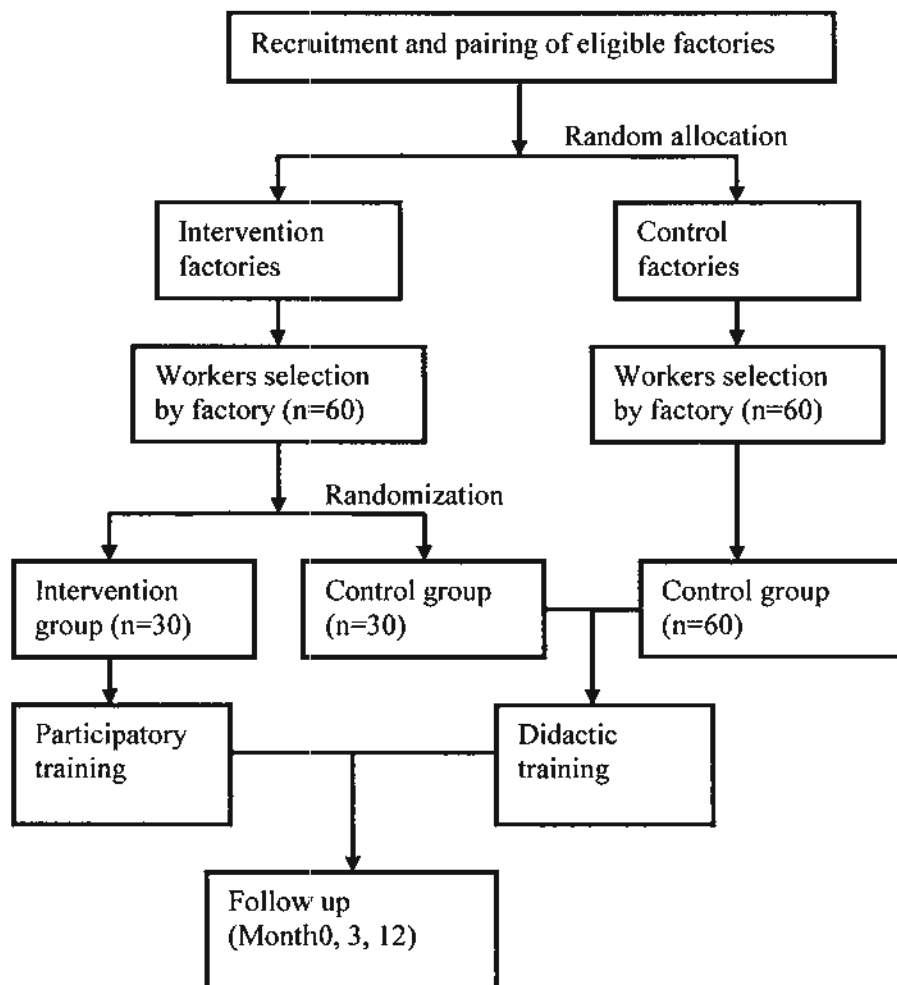 Recruitment and pairing of eligible factories
Random allocation
Intervention
factories
Control
factories
Workers selection
by factory (n=60)
Workers selection
by factory (n=60)
Randomization
Intervention
group (n=30)
Control group
(n=30)
Control group
(n=60)
Participatory
training
Didactic
training
Follow up
(Month0, 3, 12)